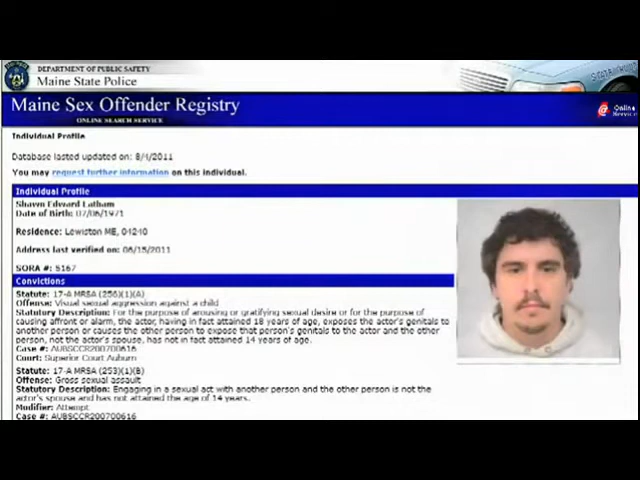 DEPARTMENT OF PUBLIC SAFETY
Maine State Police
Maine Sex Offender Registry
ONLINE SEARCH SERVICE
Online
Service
Individual Profile
Database lasted updated on: 8/4/2011
You may request further information on this individual.
Individual Profile
Shawn Edward Latham
Date of Birth: 07/06/1971
Residence: Lewiston ME, 04240
Address last verified on: 06/15/2011
SORA #: 5167
Convictions
Statute: 17-A MRSA (256)(1)(A)
Offense: Visual sexual aggression against a child
Statutory Description: For the purpose of arousing or gratifying sexual desire or for the purpose of
causing affront or alarm, the actor, having in fact attained 18 years of age, exposes the actor's genitals to
another person or causes the other person to expose that person's genitals to the actor and the other
person, not the actor's spouse, has not in fact attained 14 years of age.
Case #: AUBSCCR200700616
Court: Superior Court Auburn
Statute: 17-A MRSA (253)(1)(B)
Offense: Gross sexual assault
Statutory Description: Engaging in a sexual act with another person and the other person is not the
actor's spouse and has not attained the age of 14 years.
Modifier: Attempt
Case #: AUBSCCR200700616